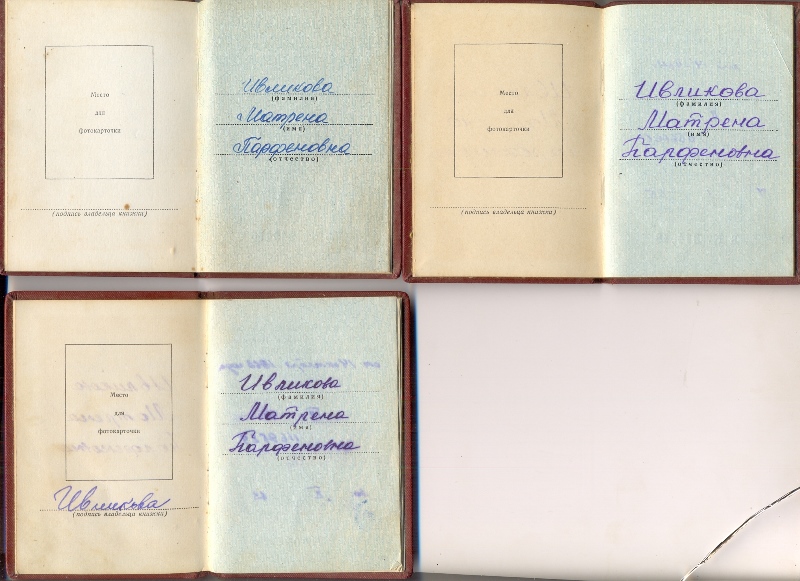 Место
для
фотокарточки
(подпись владельца книжки)
Ивликова
(фамилия)
Матрена
(имя)
Парфеновна
(отчество)
Место
для
фотокарточки
(подпись владельца книжки)
Ивликова
(фамилия)
Матрена
(имя)
Парфеновна
(отчество)
Место
для
фотокарточки
Ивликова
(подпись владельца книжки)
Ивликова
(фамилия)
Матрена
(имя)
Парфеновна
(отчество)